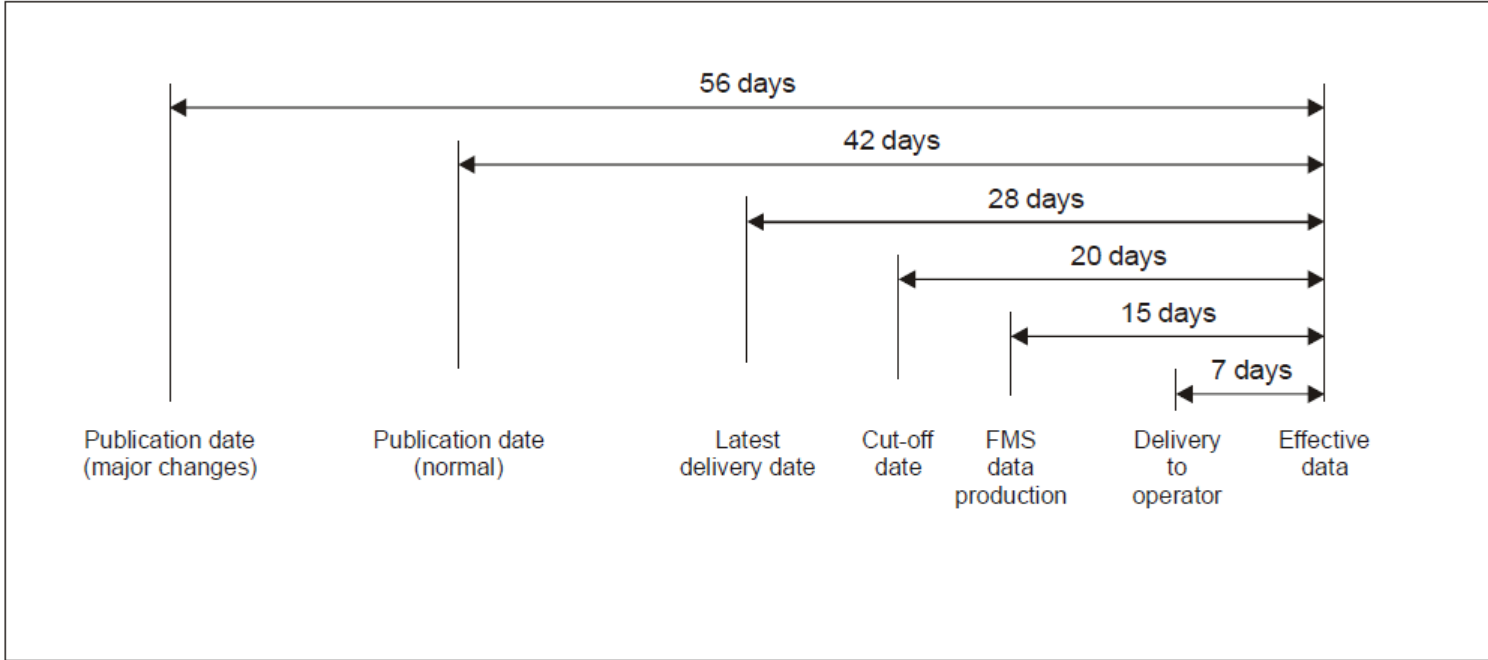 56 days
42 days
28 days
20 days
15 days
7 days
Publication date
(major changes)
Publication date
(normal)
Latest
delivery date
Cut-off
date
FMS
data
production
Delivery
to
operator
Effective
data